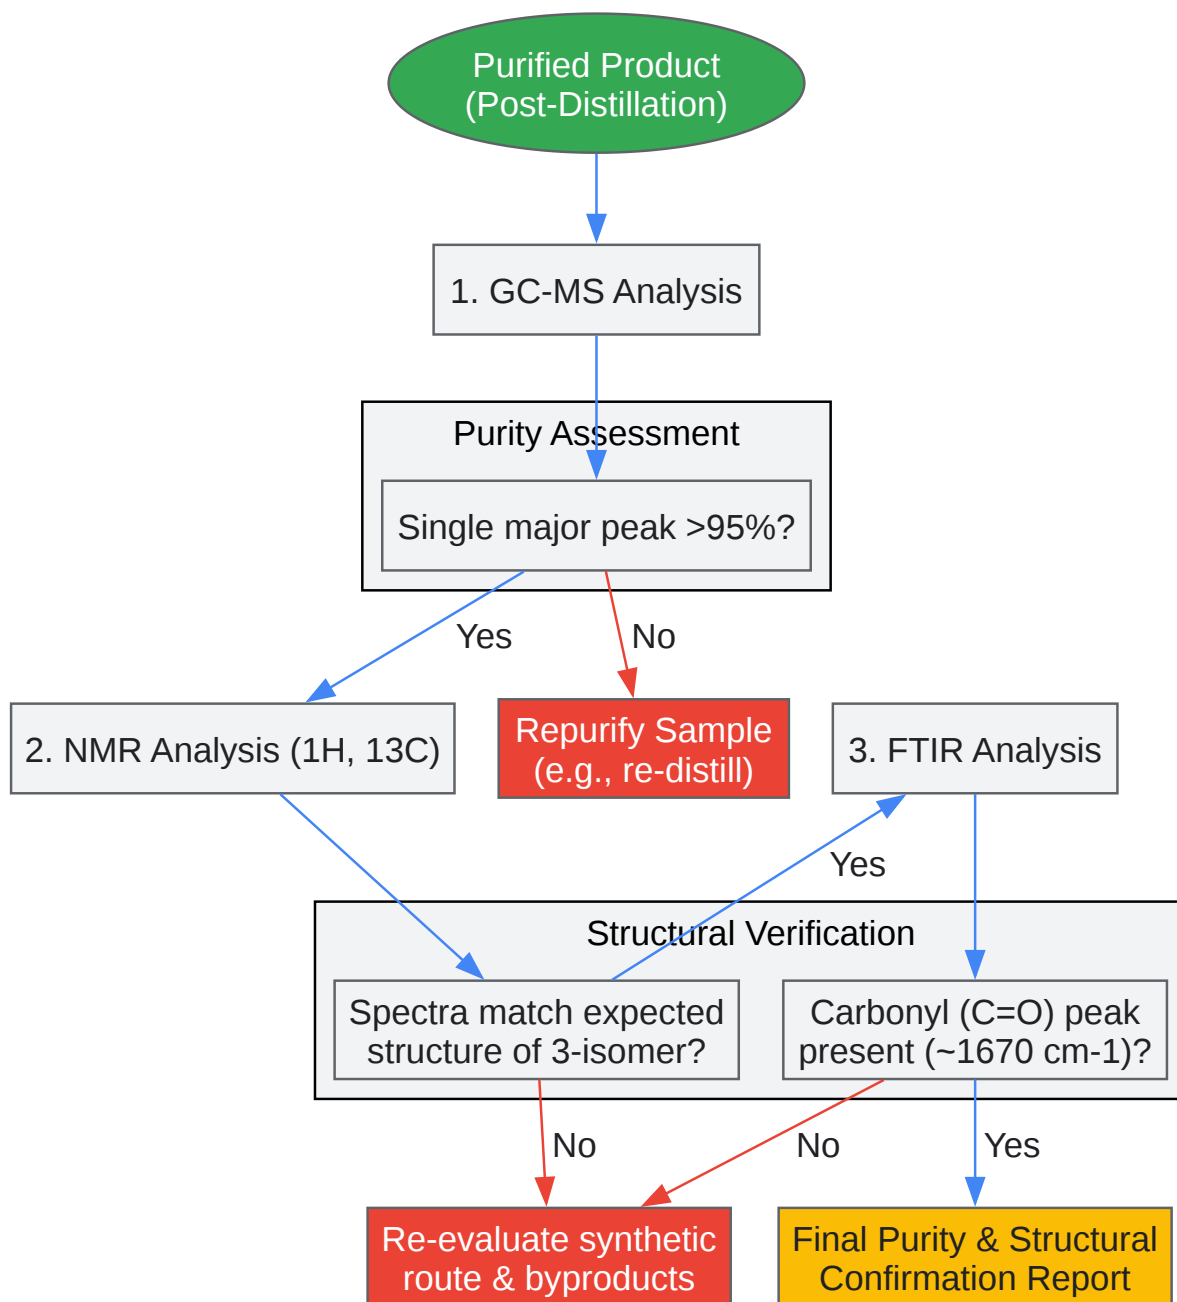 Purified Product
(Post-Distillation)
1. GC-MS Analysis
Purity Assessment
Single major peak >95%?
Yes
No
2. NMR Analysis (1H, 13C)
Repurify Sample
(e.g., re-distill)
3. FTIR Analysis
Yes
Structural Verification
Spectra match expected
structure of 3-isomer?
Carbonyl (C=O) peak
present (~1670 cm-1)?
No
No
Yes
Re-evaluate synthetic
route & byproducts
Final Purity & Structural
Confirmation Report